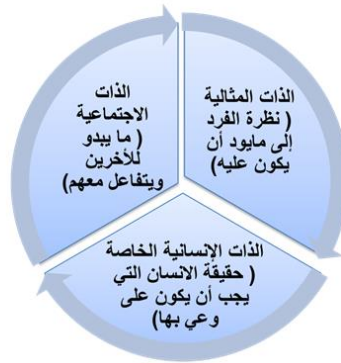 الذات المثالية
( نظرة الفرد
إلى مايود أن
يكون عليه)
الذات الإنسانية الخاصة
( حقيقة الانسان التي
يجب أن يكون على
وعي بها)
الذات
الاجتماعية
( ما يبدو
للأخرين
ويتفاعل معهم)